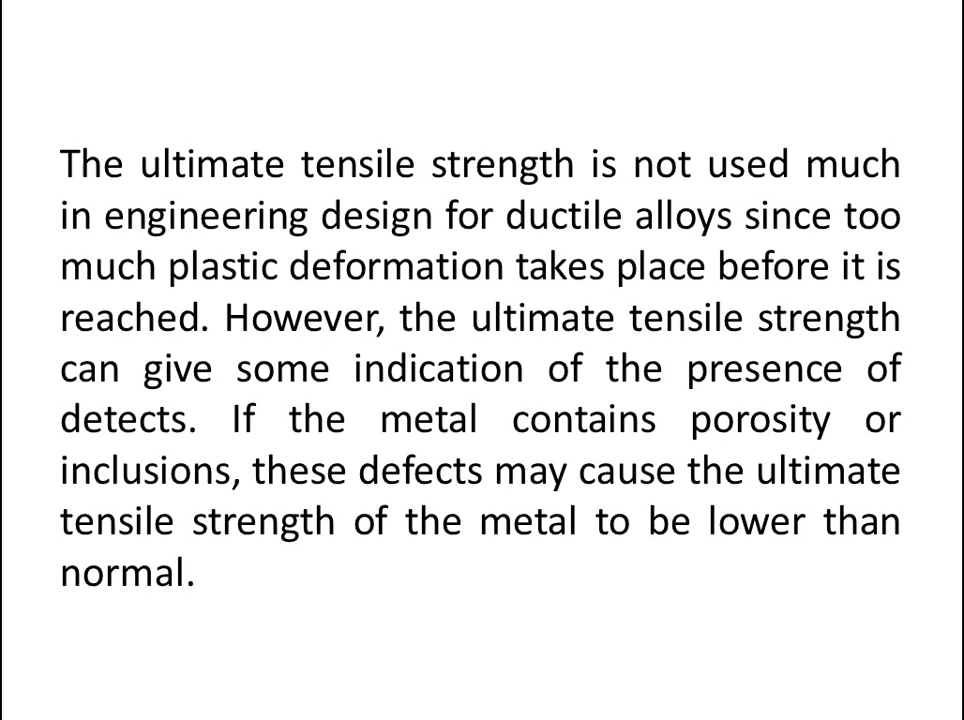 The ultimate tensile strength is not used much
in engineering design for ductile alloys since too
much plastic deformation takes place before it is
reached. However, the ultimate tensile strength
can give some indication of the presence of
detects. If the metal contains porosity or
inclusions, these defects may cause the ultimate
tensile strength of the metal to be lower than
normal.